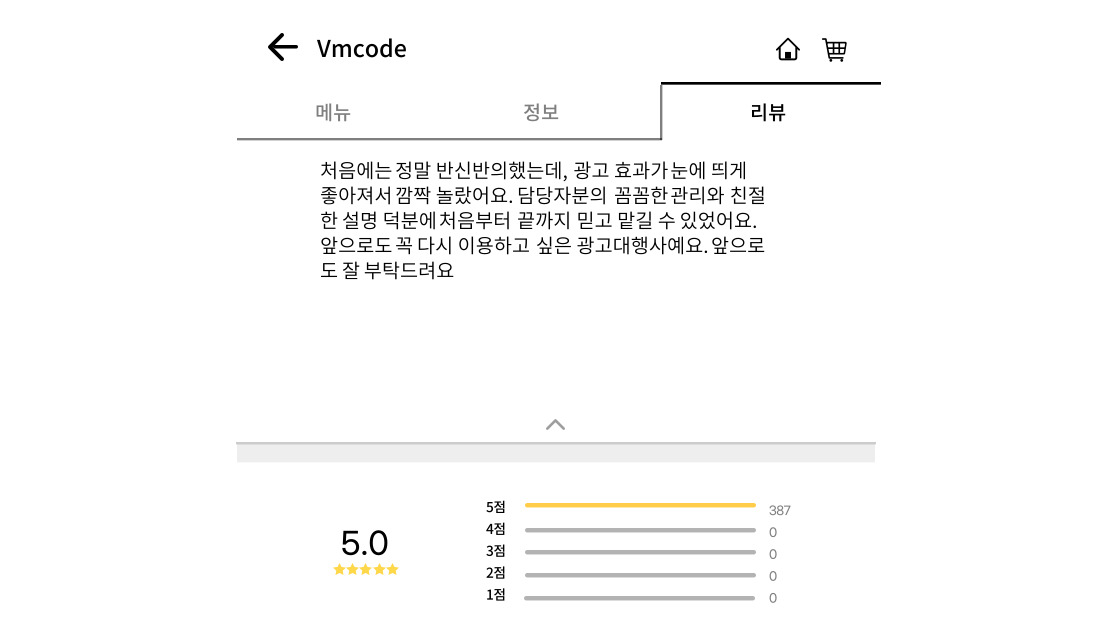 Vmcode
메뉴 정보 리뷰
처음에는 정말 반신반의했는데, 광고 효과가 눈에 띄게
좋아져서 깜짝 놀랐어요. 담당자분의 꼼꼼한 관리와 친절
한 설명 덕분에 처음부터 끝까지 믿고 맡길 수 있었어요.
앞으로도 꼭 다시 이용하고 싶은 광고대행사예요. 앞으로
도 잘 부탁드려요
5.0
5점 387
4점 0
3점 0
2점 0
1점 0